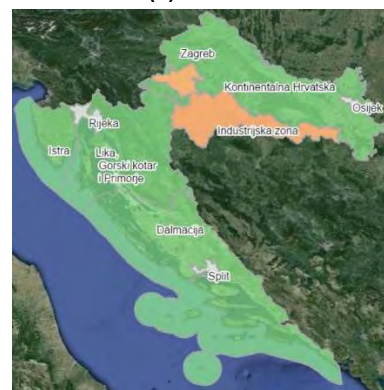 Zagreb
Kontinentalna Hrvatska
Osijek
Industrijska zona
Rijeka
Istra
Lika,
Gorski kotar
i Primorje
Dalmacija
Split